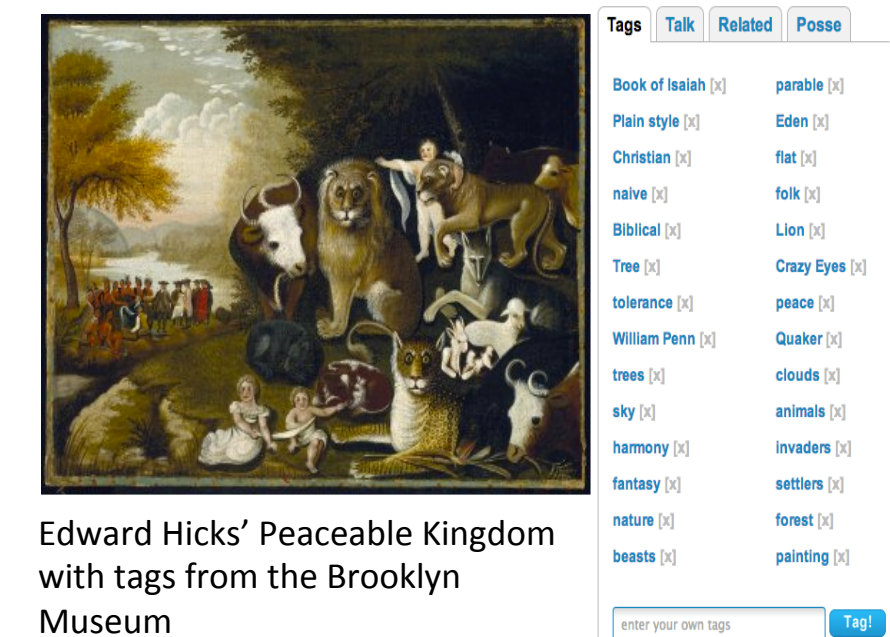 Tags Talk Related Posse
Book of Isaiah [x] parable [x]
Plain style [x] Eden [x]
Christian [x] flat [x]
naive [x] folk [x]
Biblical [x] Lion [x]
Tree [x] Crazy Eyes [x]
tolerance [x] peace [x]
William Penn [x] Quaker [x]
trees [x] clouds [x]
sky [x] animals [x]
harmony [x] invaders [x]
fantasy [x] settlers [x]
nature [x] forest [x]
beasts [x] painting [x]
enter your own tags Tag!
Edward Hicks’ Peaceable Kingdom
with tags from the Brooklyn
Museum